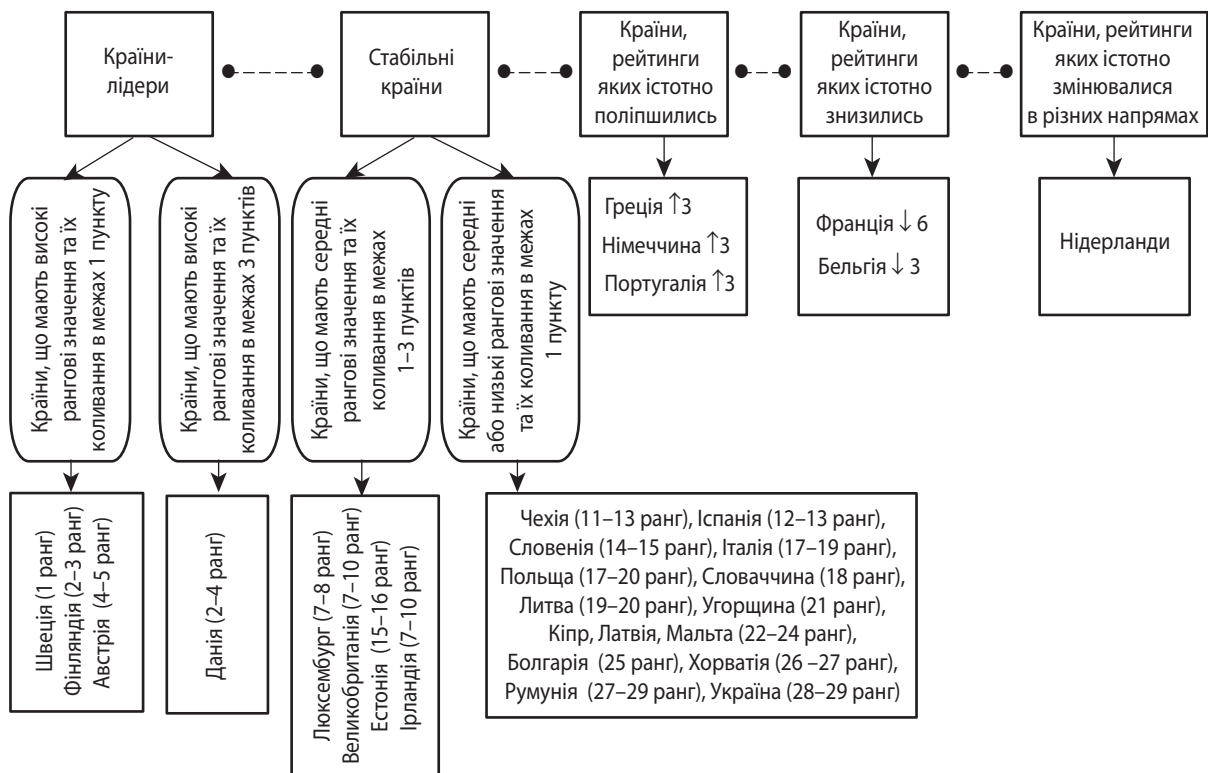 Країни-
лідери
Стабільні
країни
Країни,
рейтинги
яких істотно
поліпшились
Країни,
рейтинги
яких істотно
знизились
Країни, рейтинги
яких істотно
змінювалися
в різних напрямах
Країни, що мають високі
рангові значення та їх
коливання в межах 1 пункту
Країни, що мають високі
рангові значення та їх
коливання в межах 3 пунктів
Країни, що мають середні
рангові значення та їх
коливання в межах
1–3 пунктів
Країни, що мають середні
або низькі рангові значення
та їх коливання в межах
1 пункту
Греція ↑3
Німеччина ↑3
Португалія ↑3
Франція ↓ 6
Бельгія ↓ 3
Нідерланди
Швеція (1 ранг)
Фінляндія (2–3 ранг)
Австрія (4–5 ранг)
Данія (2–4 ранг)
Люксембург (7–8 ранг)
Великобританія (7–10 ранг)
Естонія (15–16 ранг)
Ірландія (7–10 ранг)
Чехія (11–13 ранг), Іспанія (12–13 ранг),
Словенія (14–15 ранг), Італія (17–19 ранг),
Польща (17–20 ранг), Словаччина (18 ранг),
Литва (19–20 ранг), Угорщина (21 ранг),
Кіпр, Латвія, Мальта (22–24 ранг),
Болгарія (25 ранг), Хорватія (26 –27 ранг),
Румунія (27–29 ранг), Україна (28–29 ранг)